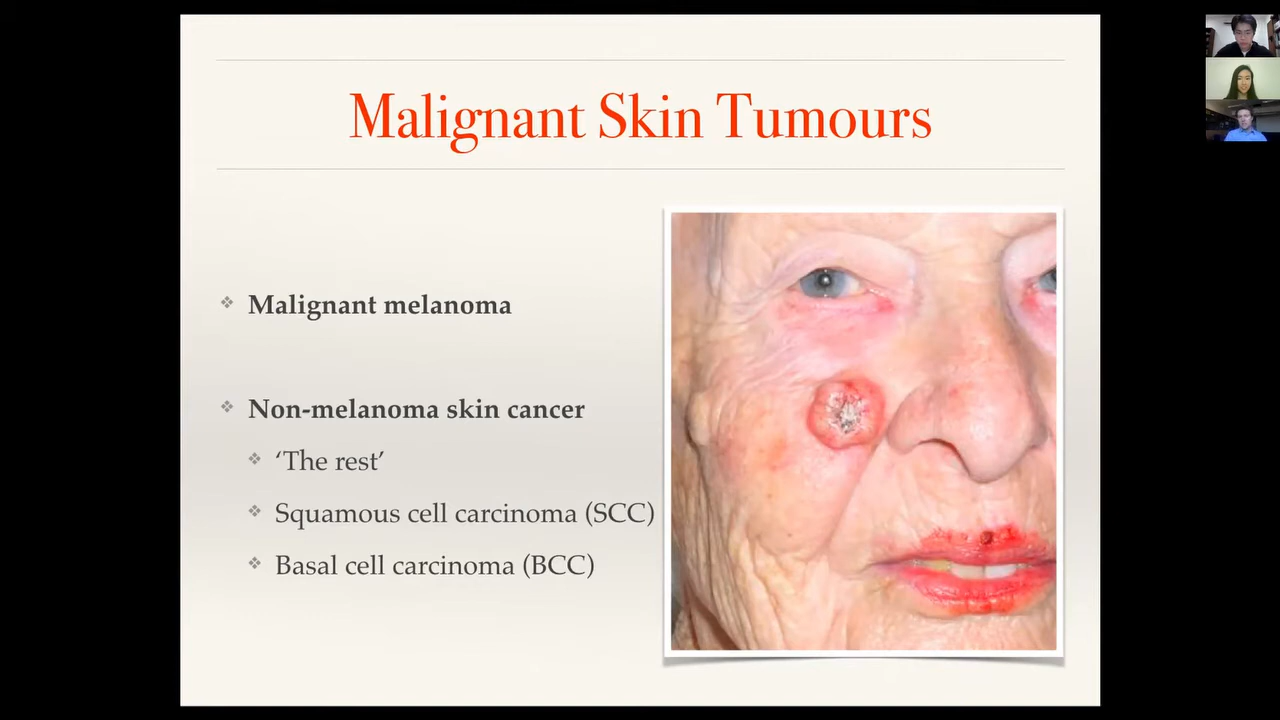 Malignant Skin Tumours
Malignant melanoma
Non-melanoma skin cancer
‘The rest’
Squamous cell carcinoma (SCC)
Basal cell carcinoma (BCC)